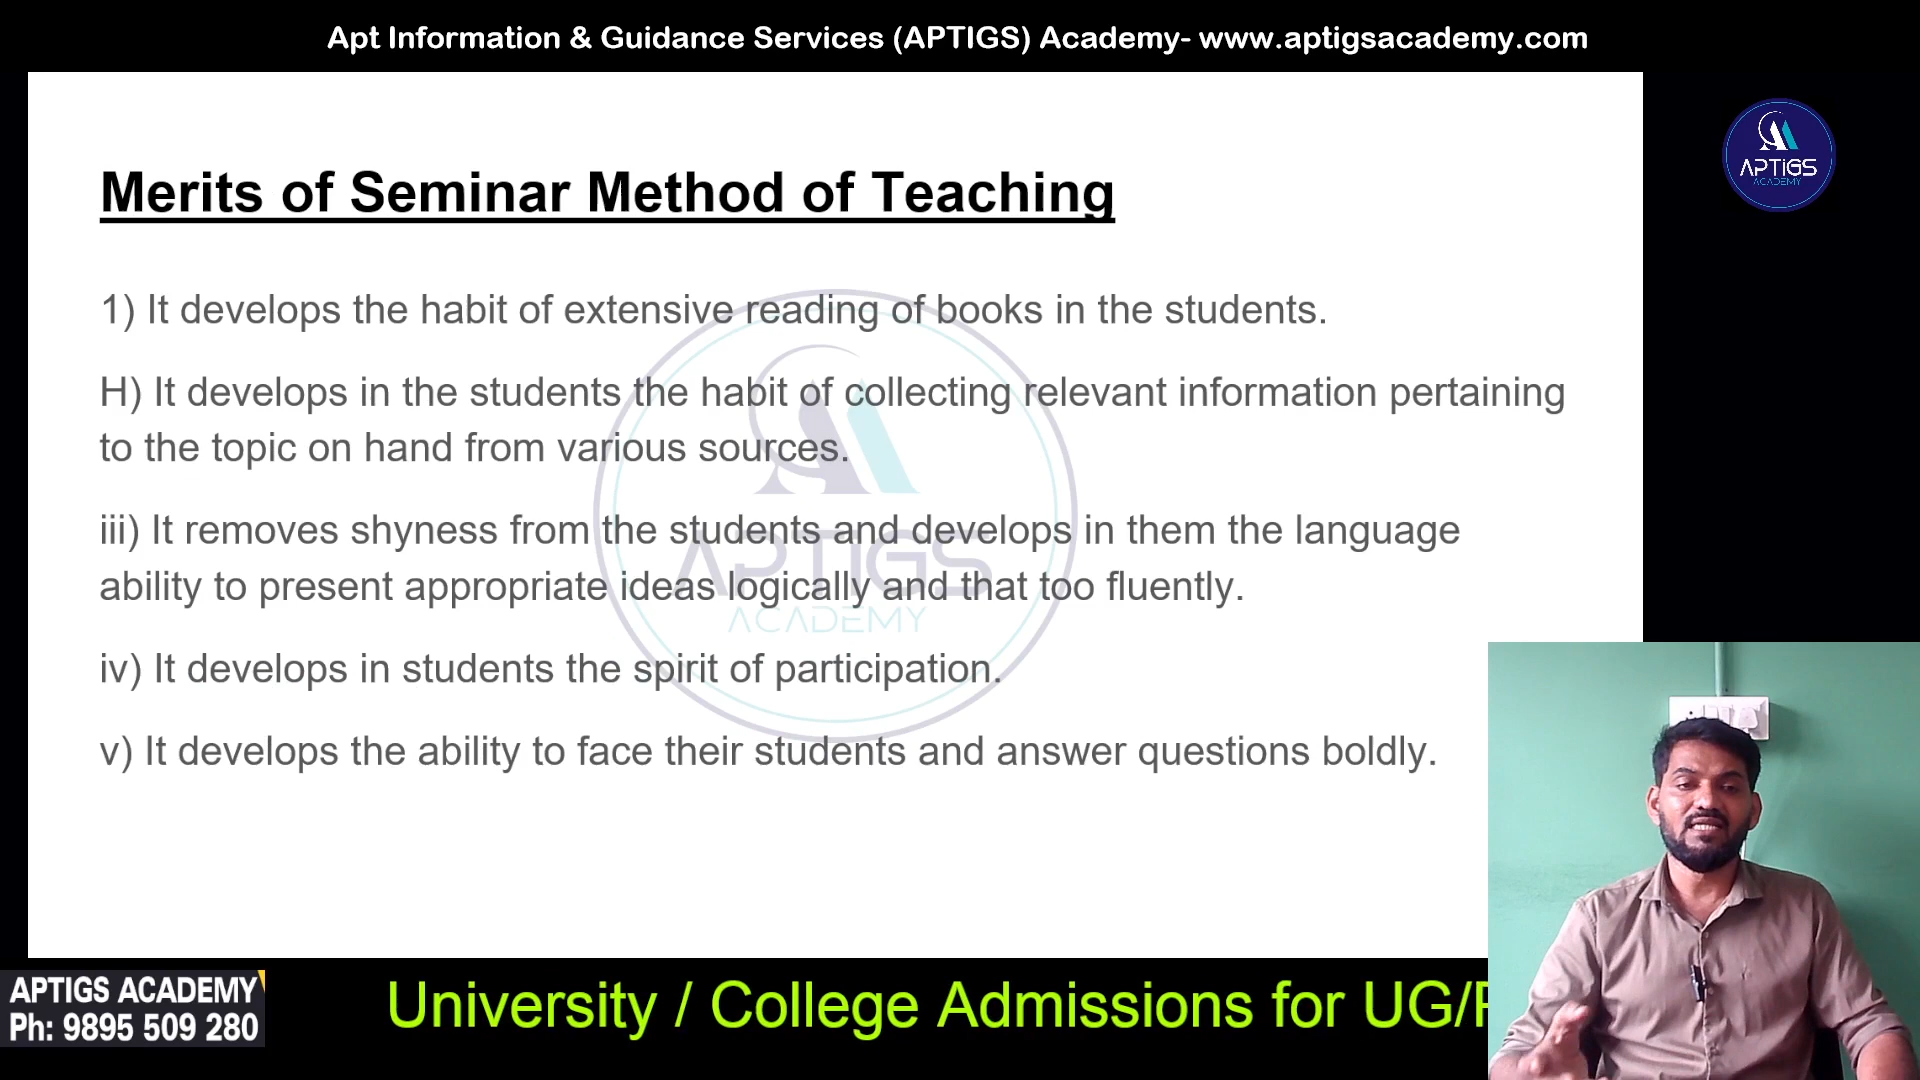 Apt Information & Guidance Services (APTIGS) Academy- www.aptigsacademy.com
APTiGS
ACADEMY
Merits of Seminar Method of Teaching
1) It develops the habit of extensive reading of books in the students.
H) It develops in the students the habit of collecting relevant information pertaining
to the topic on hand from various sources.
iii) It removes shyness from the students and develops in them the language
ability to present appropriate ideas logically and that too fluently.
iv) It develops in students the spirit of participation.
v) It develops the ability to face their students and answer questions boldly.
APTIGS
ACADEMY
APTIGS ACADEMY
Ph: 9895 509 280
University / College Admissions for UG/